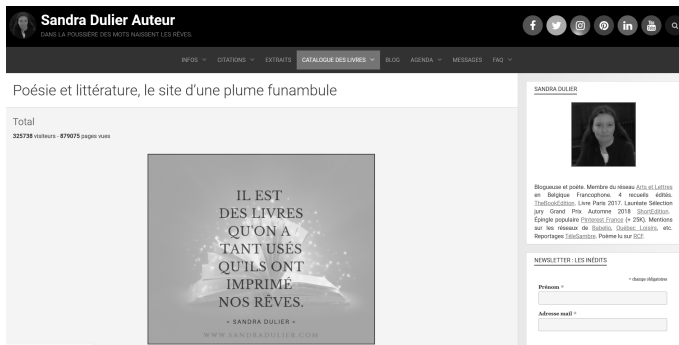 Sandra Dulier Auteur
DANS LA POUSSIÈRE DES MOTS NAISSENT LES RÊVES.
INFOS CITATIONS EXTRAITS CATALOGUE DES LIVRES BLOG AGENDA MESSAGES FAQ
Poésie et littérature, le site d'une plume funambule
Total
325738 visiteurs - 879075 pages vues
IL EST
DES LIVRES
QU'ON A
TANT USÉS
QU'ILS ONT
IMPRIMÉ
NOS RÊVES.
~ SANDRA DULIER ~
WWW.SANDRADULIER.COM
SANDRA DULIER
Blogueuse et poète. Membre du réseau Arts et Lettres
en Belgique Francophone. 4 recueils édités.
TheBookEdition. Livre Paris 2017. Lauréate Sélection
jury Grand Prix Automne 2018 ShortEdition.
Épingle populaire Pinterest France (+ 25K). Mentions
sur les réseaux de Babelio, Québec Loisirs, etc.
Reportages TéléSambre. Poème lu sur RCF.
NEWSLETTER : LES INÉDITS
* champs obligatoires
Prénom *
Adresse mail *